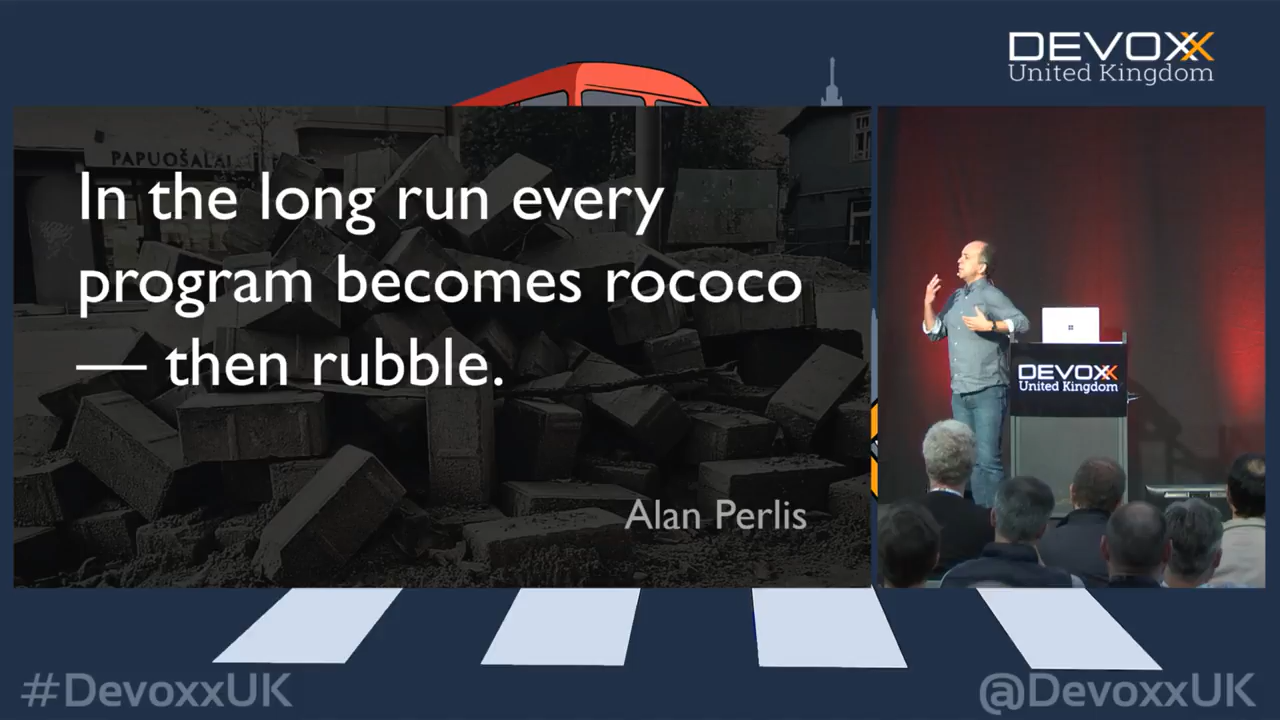 DEVOXX
United Kingdom
PAPUOŠALAI
In the long run every
program becomes rococo
— then rubble.
Alan Perlis
DEVOXX
United Kingdom
#DevoxxUK
@DevoxxUK